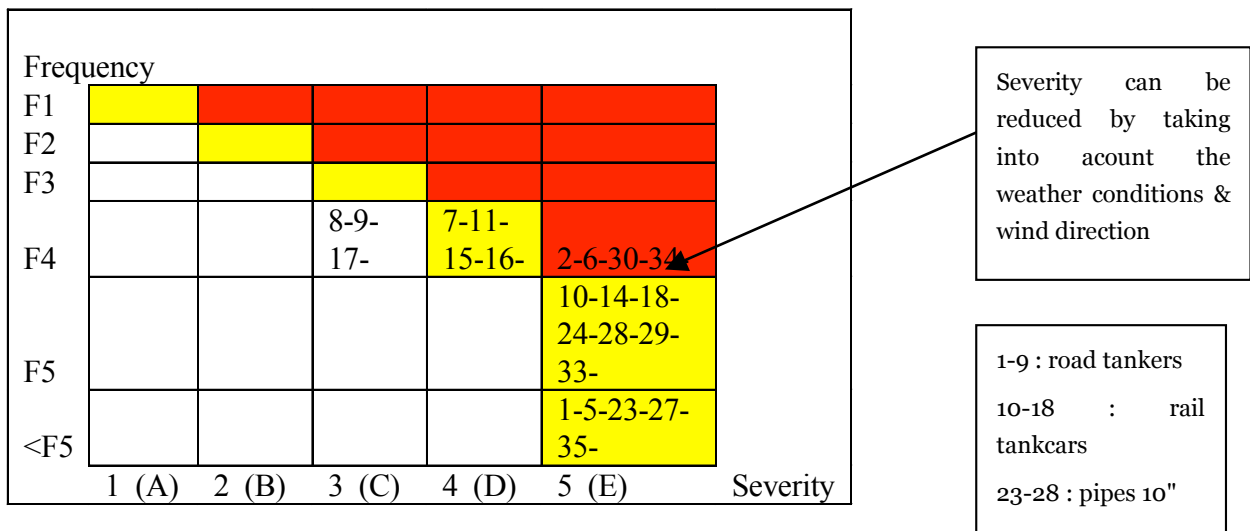 Frequency
F1
F2
F3
8-9-
17-
7-11-
15-16-
F4
2-6-30-34-
10-14-18-
24-28-29-
33-
F5
1-5-23-27-
35-
<F5
1 (A) 2 (B) 3 (C) 4 (D) 5 (E) Severity
Severity can be
reduced by taking
into acount the
weather conditions &
wind direction
1-9 : road tankers
10-18 : rail
tankcars
23-28 : pipes 10"